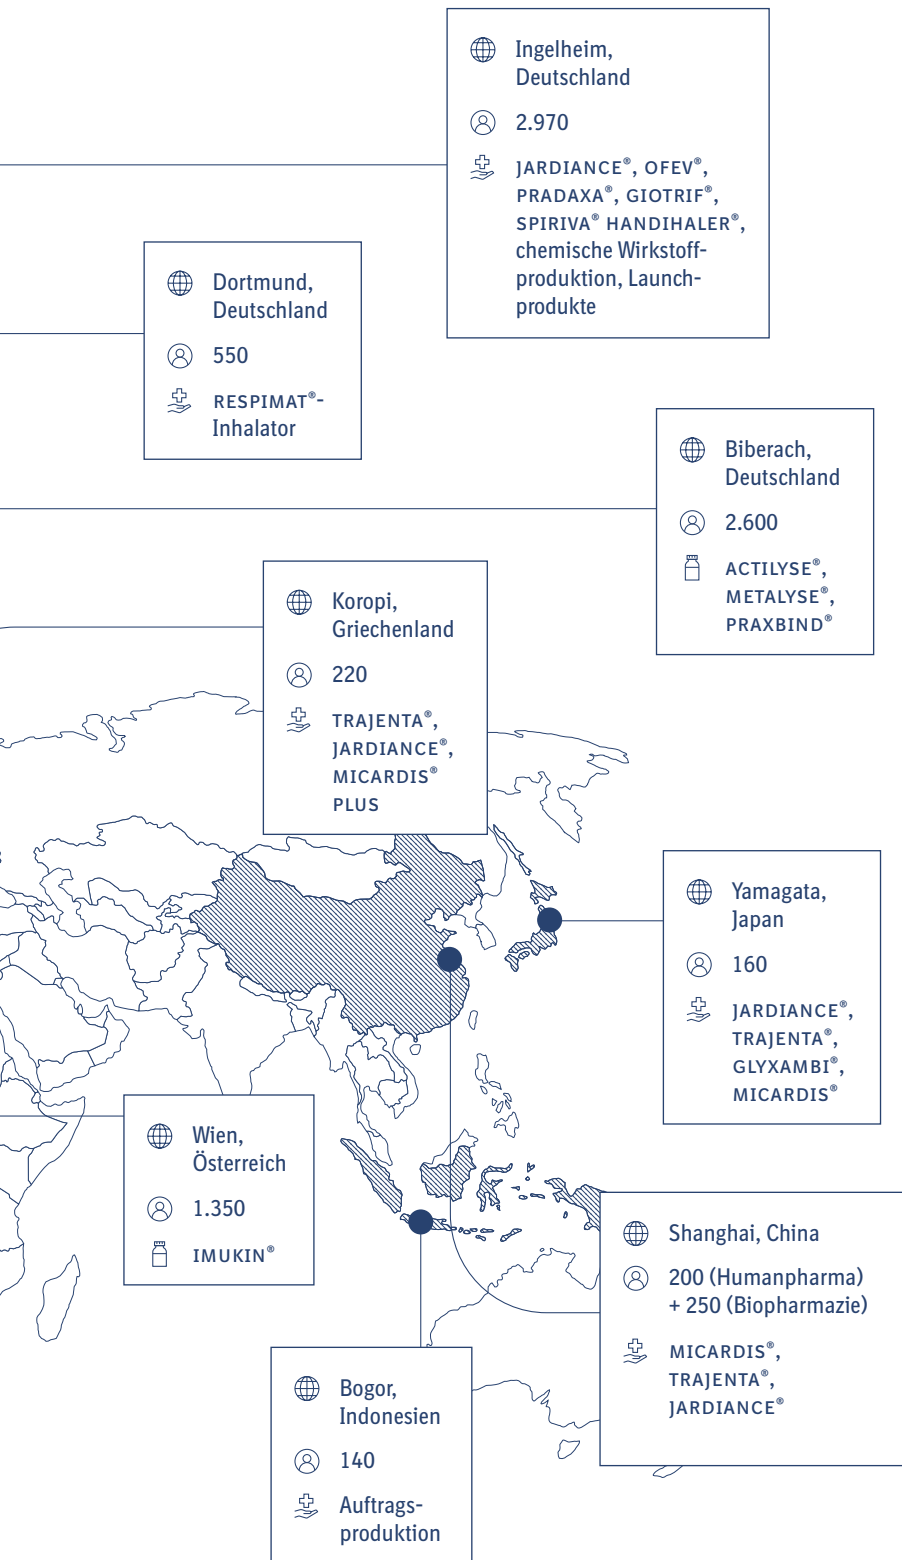 Ingelheim,
Deutschland
2.970
JARDIANCE®, OFEV®,
PRADAXA®, GIOTRIF®,
SPIRIVA® HANDIHALER®,
chemische Wirkstoff-
produktion, Launch-
produkte
Dortmund,
Deutschland
550
RESPIMAT®-
Inhalator
Biberach,
Deutschland
2.600
ACTILYSE®,
METALYSE®,
PRAXBIND®
Koropi,
Griechenland
220
TRAJENTA®,
JARDIANCE®,
MICARDIS®
PLUS
Yamagata,
Japan
160
JARDIANCE®,
TRAJENTA®,
GLYXAMBI®,
MICARDIS®
Wien,
Österreich
1.350
IMUKIN®
Shanghai, China
200 (Humanpharma)
+ 250 (Biopharmazie)
MICARDIS®,
TRAJENTA®,
JARDIANCE®
Bogor,
Indonesien
140
Auftrags-
produktion